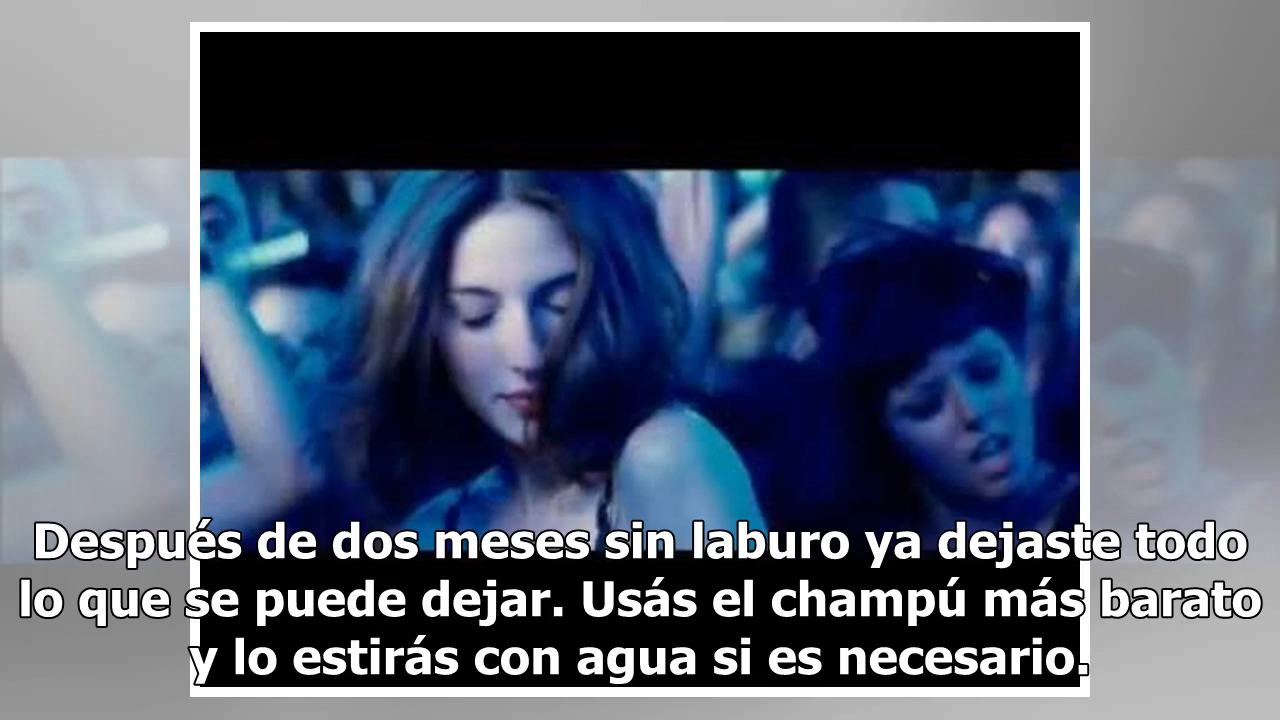 Después de dos meses sin laburo ya dejaste todo
lo que se puede dejar. Usás el champú más barato
y lo estirás con agua si es necesario.